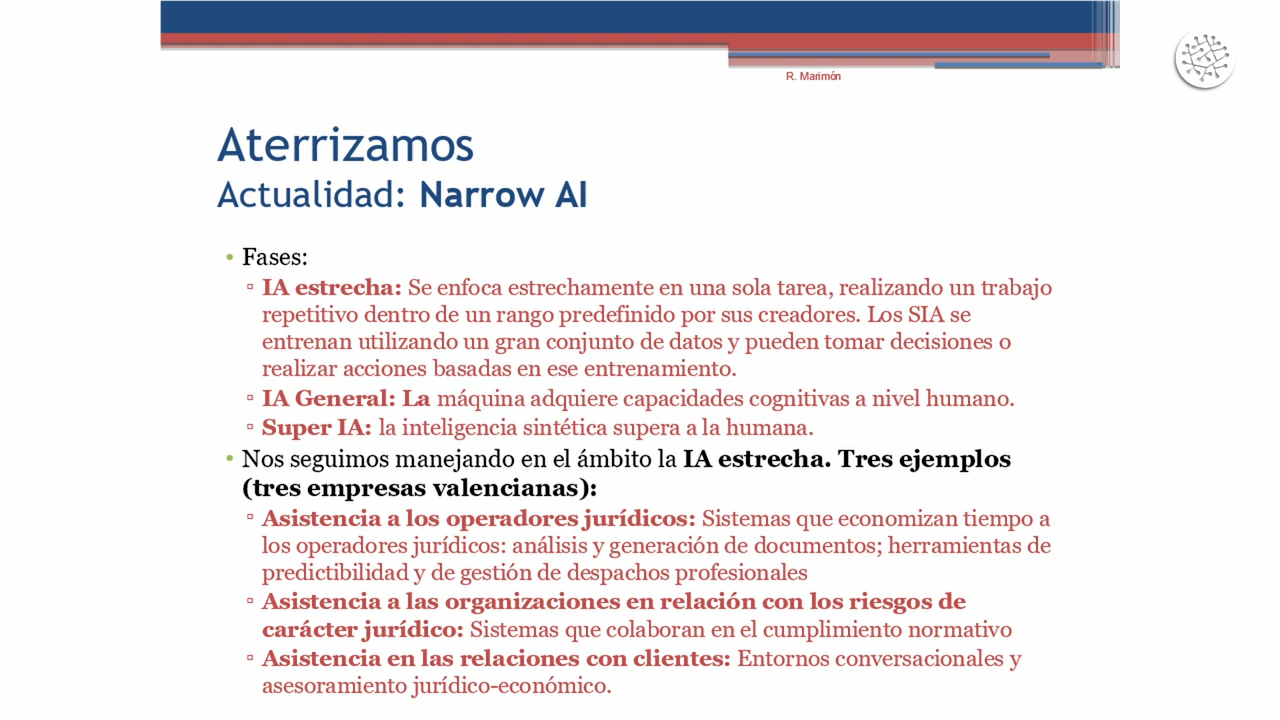 R. Marimón
Aterrizamos
Actualidad: Narrow AI
• Fases:
▫ IA estrecha: Se enfoca estrechamente en una sola tarea, realizando un trabajo
repetitivo dentro de un rango predefinido por sus creadores. Los SIA se
entrenan utilizando un gran conjunto de datos y pueden tomar decisiones o
realizar acciones basadas en ese entrenamiento.
▫ IA General: La máquina adquiere capacidades cognitivas a nivel humano.
▫ Super IA: la inteligencia sintética supera a la humana.
• Nos seguimos manejando en el ámbito la IA estrecha. Tres ejemplos
(tres empresas valencianas):
▫ Asistencia a los operadores jurídicos: Sistemas que economizan tiempo a
los operadores jurídicos: análisis y generación de documentos; herramientas de
predictibilidad y de gestión de despachos profesionales
▫ Asistencia a las organizaciones en relación con los riesgos de
carácter jurídico: Sistemas que colaboran en el cumplimiento normativo
▫ Asistencia en las relaciones con clientes: Entornos conversacionales y
asesoramiento jurídico-económico.